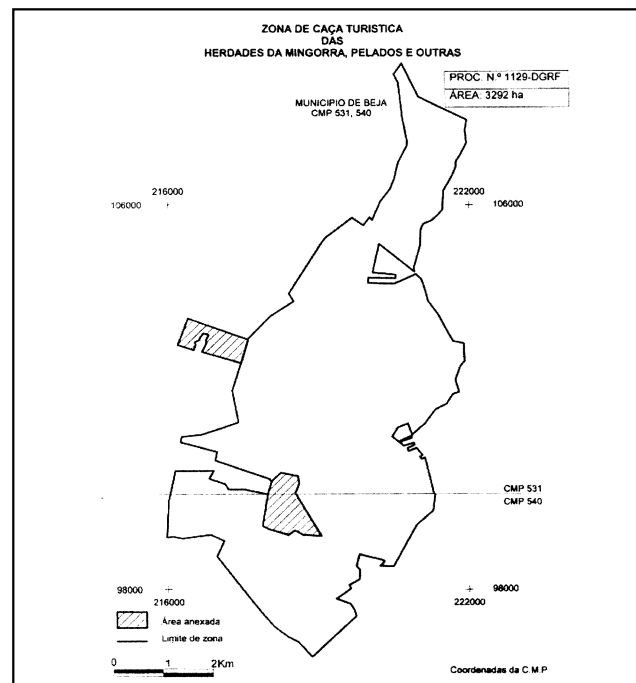 ZONA DE CAÇA TURISTICA
DAS
HERDADES DA MINGORRA, PELADOS E OUTRAS
PROC. N.º 1129-DGRF
ÁREA: 3292 ha
MUNICIPIO DE BEJA
CMP 531, 540
216000
222000
106000
106000
CMP 531
CMP 540
98000
98000
216000
222000
Área anexada
Limite de zona
0 1 2Km
Coordenadas da C.M.P